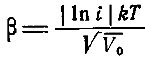 β = |ln i| kT / √V₀